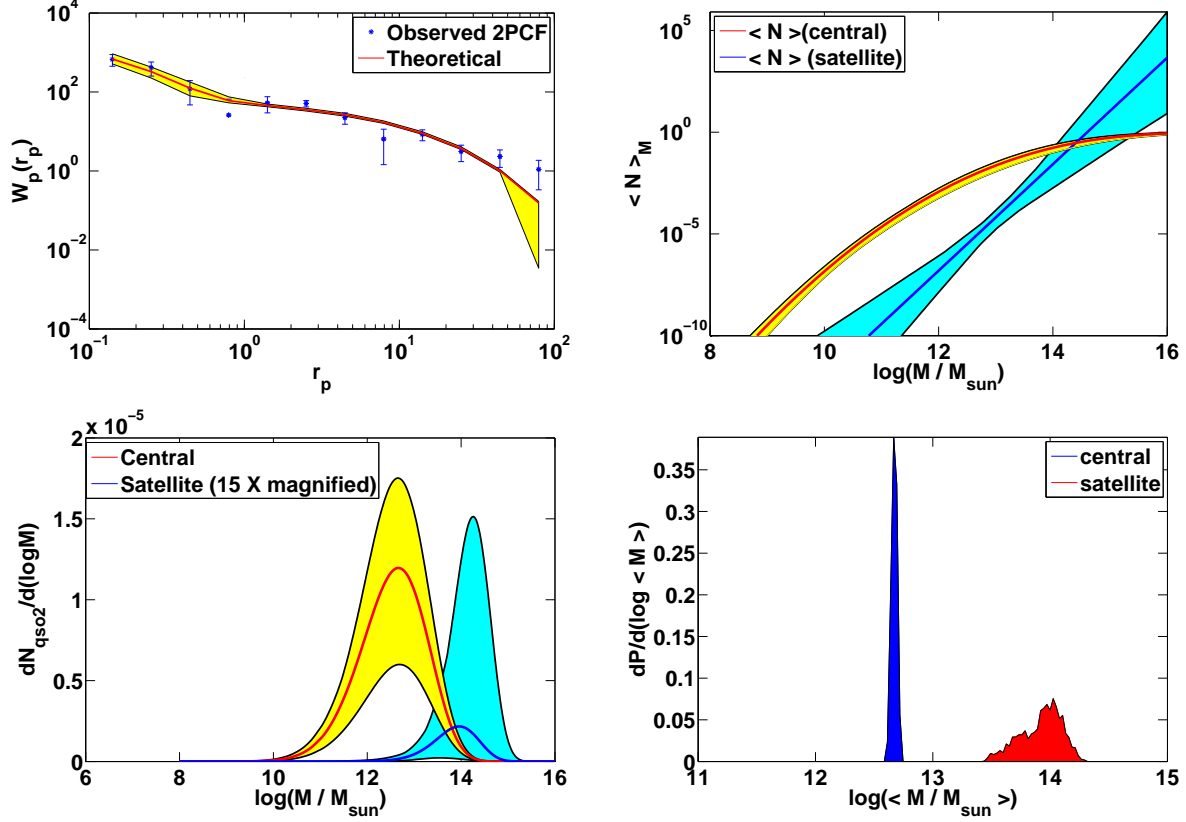 10^4
10^2
10^0
10^−2
10^−4
10^−1
10^0
10^1
10^2
W_p(r_p)
r_p
Observed 2PCF
Theoretical
10^5
10^0
10^−5
10^−10
8
10
12
14
16
< N >_M
log(M / M_sun)
< N >(central)
< N > (satellite)
x 10^−5
2
1.5
1
0.5
0
6
8
10
12
14
16
dN_qso2/d(logM)
log(M / M_sun)
Central
Satellite (15 X magnified)
0.35
0.3
0.25
0.2
0.15
0.1
0.05
0
11
12
13
14
15
dP/d(log < M >)
log(< M / M_sun >)
central
satellite